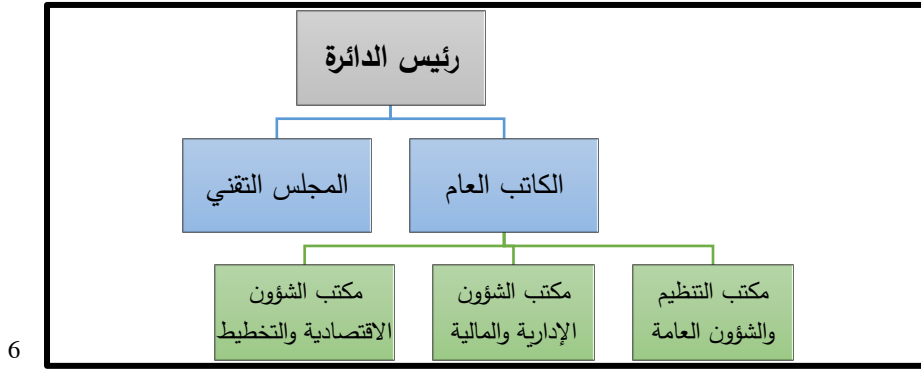 رئيس الدائرة
الكاتب العام
المجلس التقني
مكتب التنظيم
والشؤون العامة
مكتب الشؤون
الإدارية والمالية
مكتب الشؤون
الاقتصادية والتخطيط
6